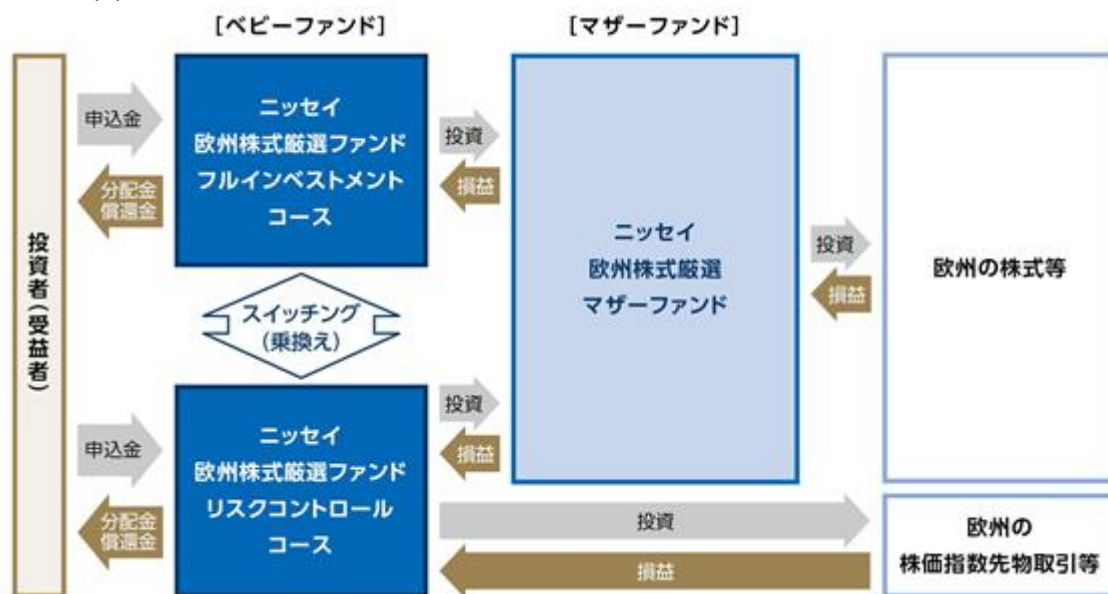 ［ベビーファンド］
［マザーファンド］
投資者（受益者）
申込金
分配金
償還金
ニッセイ
欧州株式厳選ファンド
フルインベストメント
コース
投資
損益
スイッチング
（乗換え）
申込金
分配金
償還金
ニッセイ
欧州株式厳選ファンド
リスクコントロール
コース
投資
損益
ニッセイ
欧州株式厳選
マザーファンド
投資
損益
欧州の株式等
投資
損益
欧州の
株価指数先物取引等